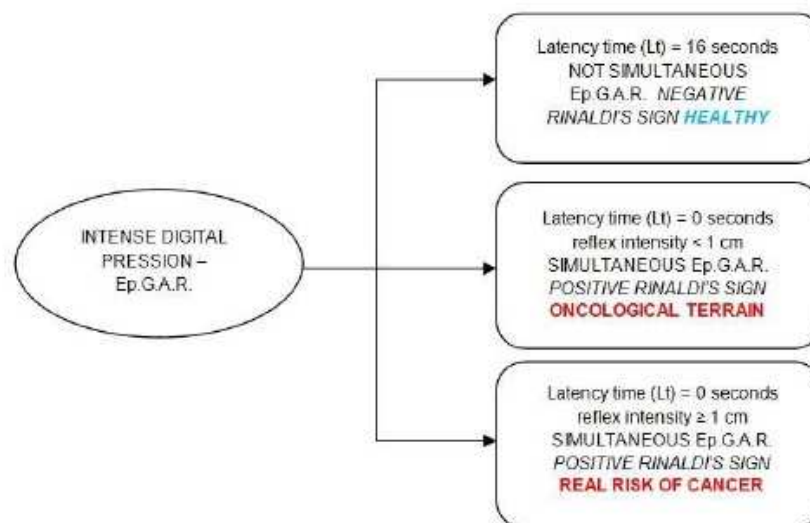 Latency time (Lt) = 16 seconds
NOT SIMULTANEOUS
Ep.G.A.R. NEGATIVE
RINALDI'S SIGN HEALTHY
INTENSE DIGITAL
PRESSION –
Ep.G.A.R.
Latency time (Lt) = 0 seconds
reflex intensity < 1 cm
SIMULTANEOUS Ep.G.A.R.
POSITIVE RINALDI'S SIGN
ONCOLOGICAL TERRAIN
Latency time (Lt) = 0 seconds
reflex intensity ≥ 1 cm
SIMULTANEOUS Ep.G.A.R.
POSITIVE RINALDI'S SIGN
REAL RISK OF CANCER